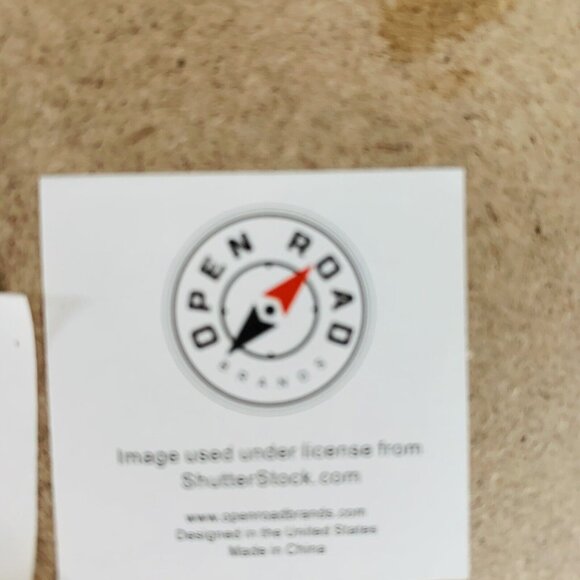 OPEN ROAD
BRANDS
Image used under license from
ShutterStock.com
www.openroadbrands.com
Designed in the United States
Made in China